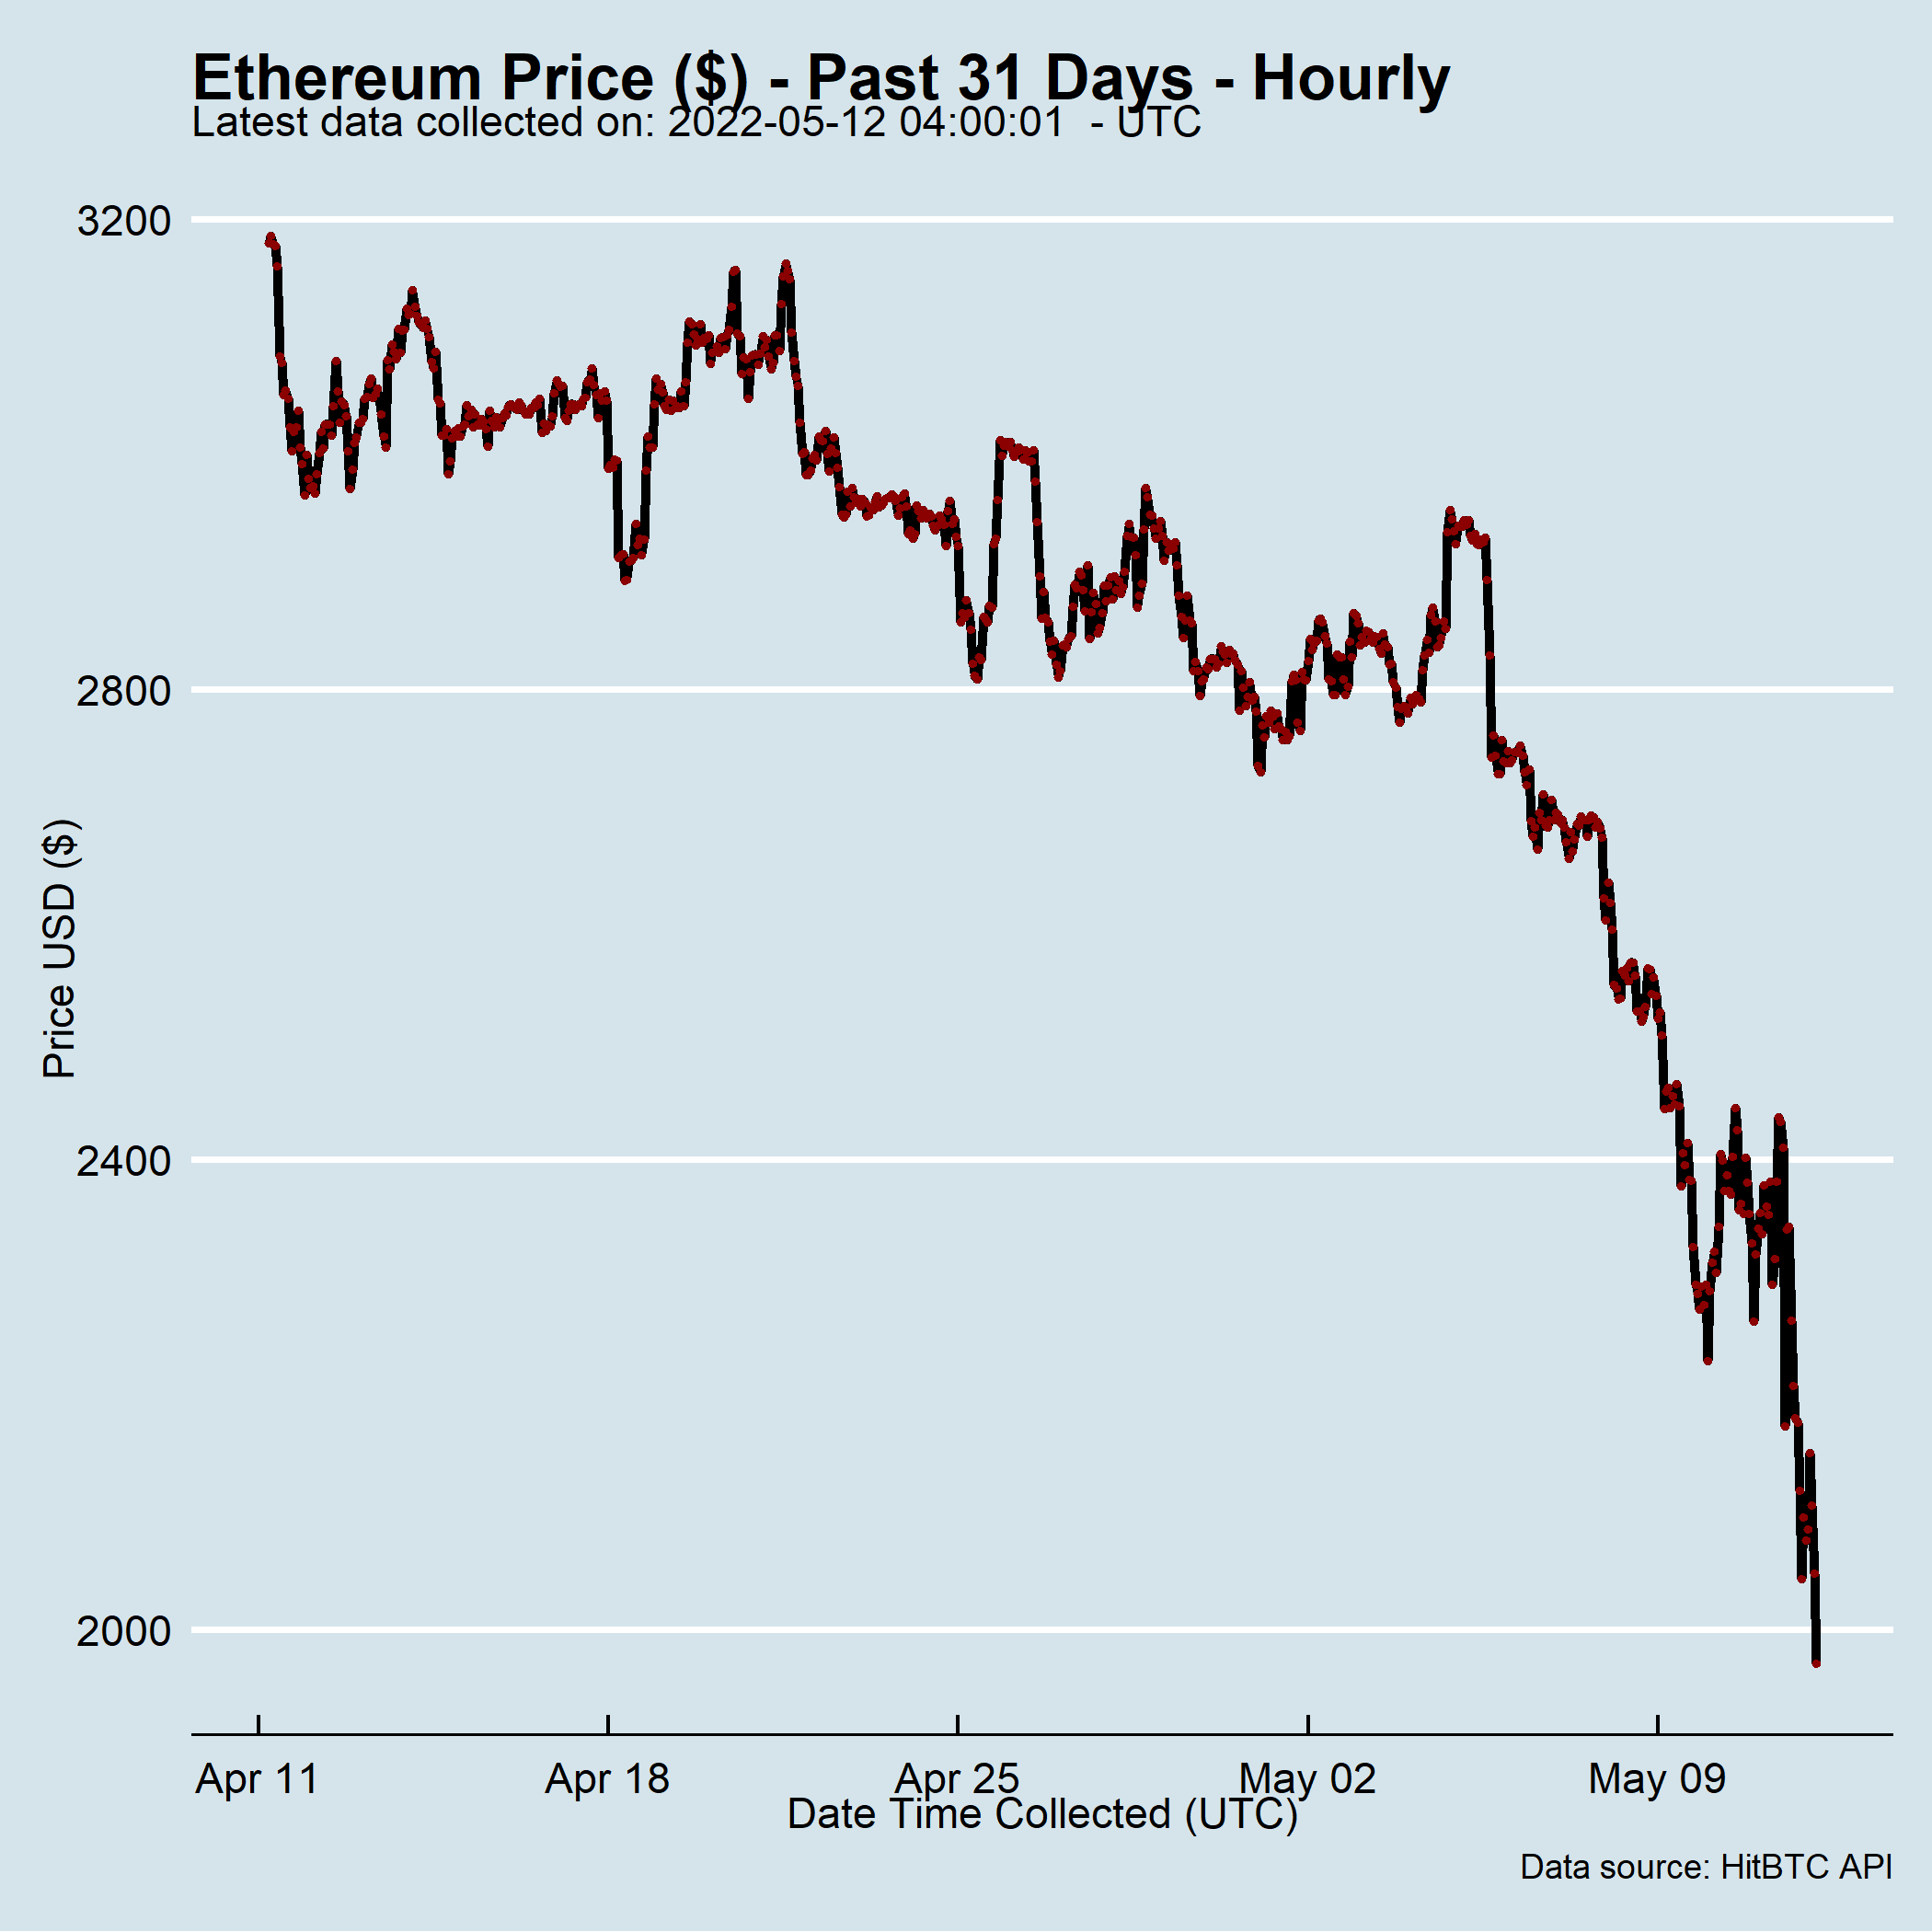 Ethereum Price ($) - Past 31 Days - Hourly
Latest data collected on: 2022-05-12 04:00:01  - UTC
3200
2800
2400
2000
Price USD ($)
Apr 11 Apr 18 Apr 25 May 02 May 09
Date Time Collected (UTC)
Data source: HitBTC API